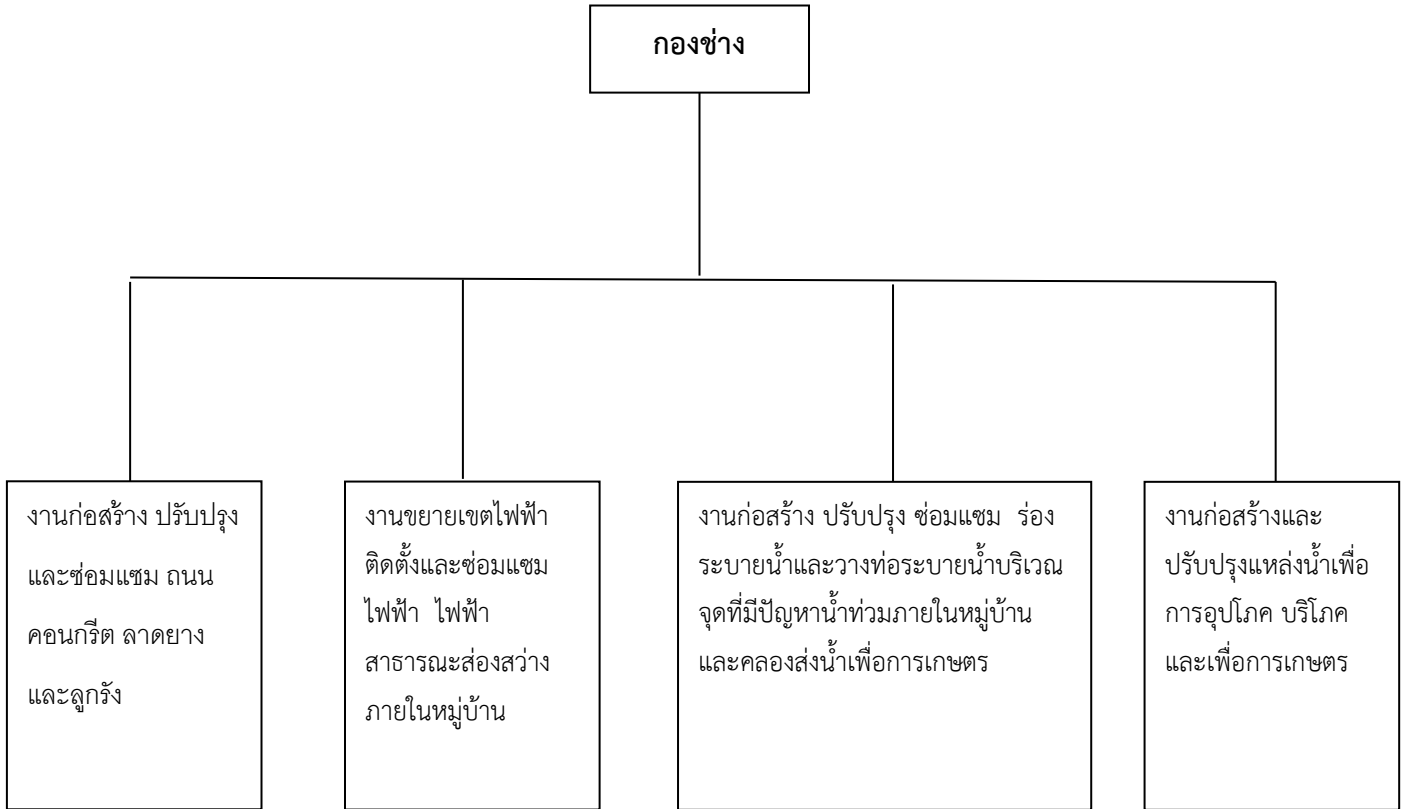 กองช่าง
งานก่อสร้าง ปรับปรุง
และซ่อมแซม ถนน
คอนกรีต ลาดยาง
และลูกรัง
งานขยายเขตไฟฟ้า
ติดตั้งและซ่อมแซม
ไฟฟ้า ไฟฟ้า
สาธารณะส่องสว่าง
ภายในหมู่บ้าน
งานก่อสร้าง ปรับปรุง ซ่อมแซม ร่อง
ระบายน้ำและวางท่อระบายน้ำบริเวณ
จุดที่มีปัญหาน้ำท่วมภายในหมู่บ้าน
และคลองส่งน้ำเพื่อการเกษตร
งานก่อสร้างและ
ปรับปรุงแหล่งน้ำเพื่อ
การอุปโภค บริโภค
และเพื่อการเกษตร